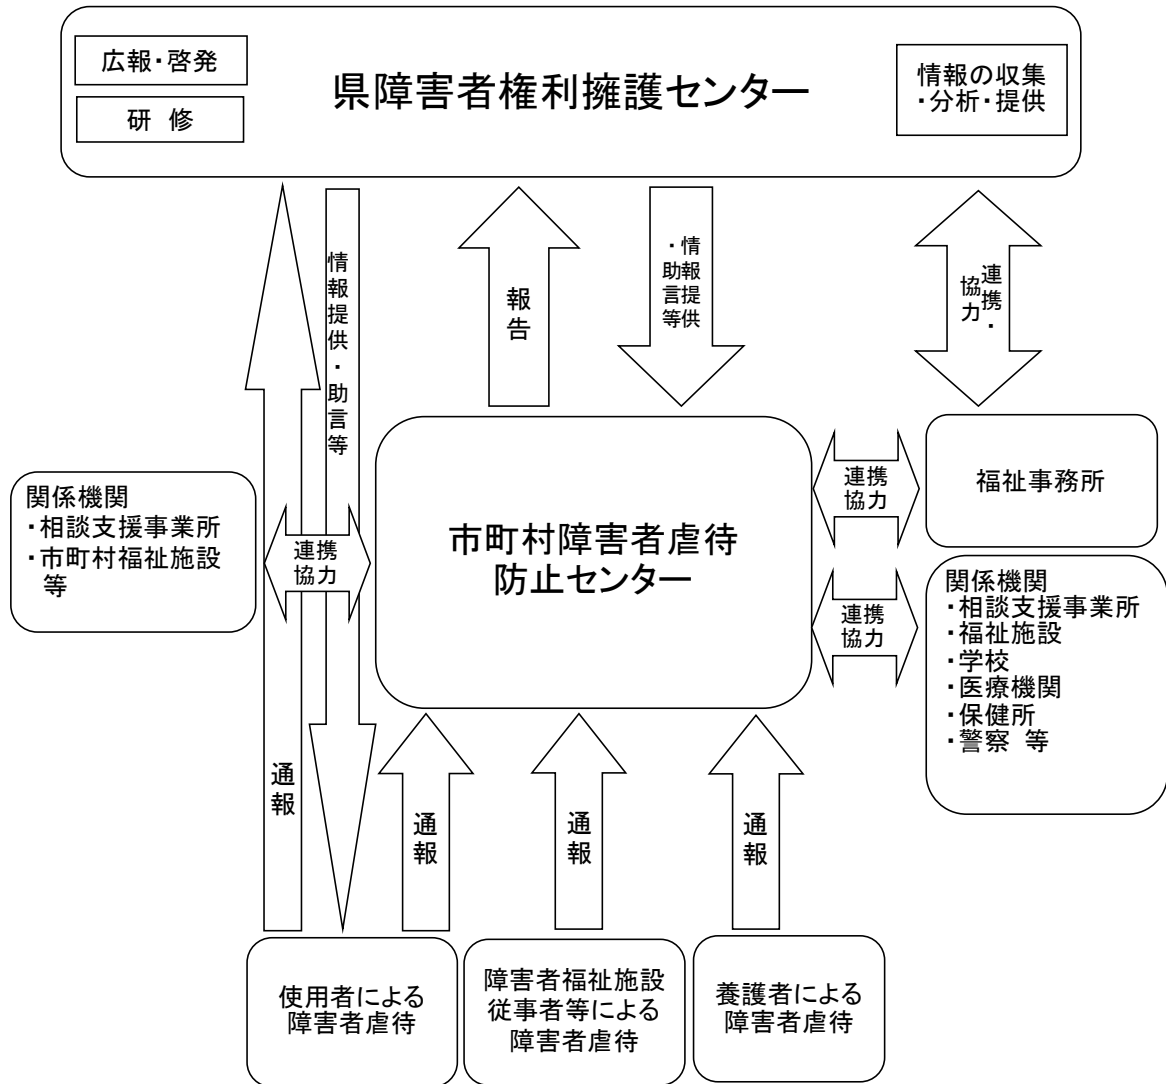 広報・啓発
研 修
県障害者権利擁護センター
情報の収集
・分析・提供
情報提供・助言等
報告
情報提供
・助言等
連携・
協力
関係機関
・相談支援事業所
・市町村福祉施設
等
連携
協力
市町村障害者虐待
防止センター
連携
協力
福祉事務所
連携
協力
関係機関
・相談支援事業所
・福祉施設
・学校
・医療機関
・保健所
・警察 等
通報
通報
通報
通報
使用者による
障害者虐待
障害者福祉施設
従事者等による
障害者虐待
養護者による
障害者虐待